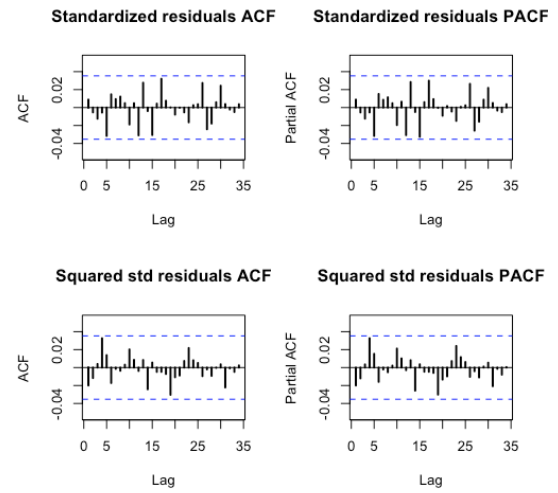 Standardized residuals ACF
ACF
-0.04 0.02
0 5 15 25 35
Lag
Standardized residuals PACF
Partial ACF
-0.04 0.02
0 5 15 25 35
Lag
Squared std residuals ACF
ACF
-0.04 0.02
0 5 15 25 35
Lag
Squared std residuals PACF
Partial ACF
-0.04 0.02
0 5 15 25 35
Lag